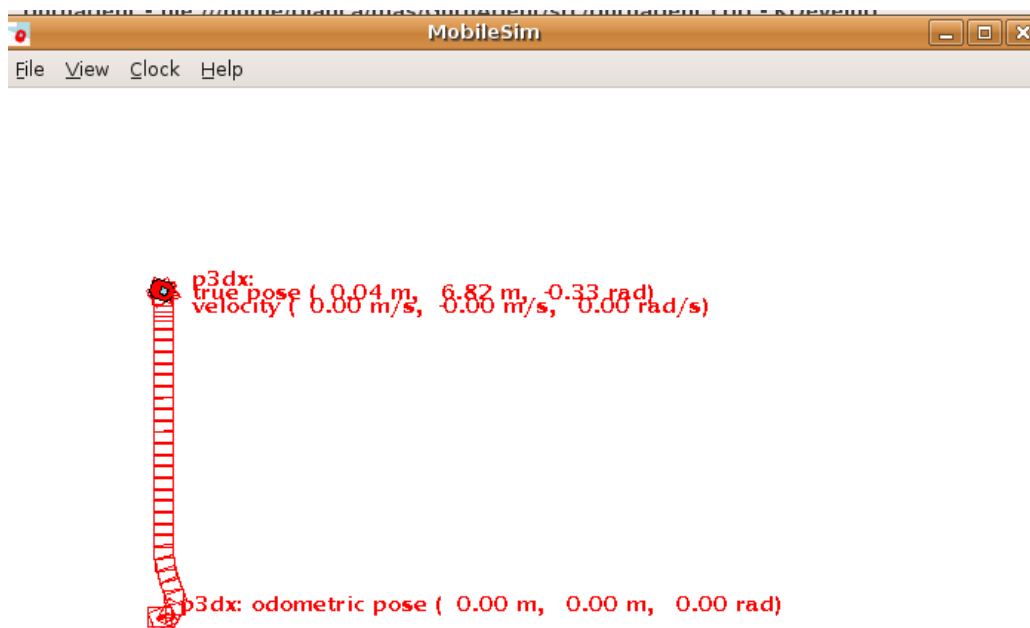 MobileSim
File View Clock Help
p3dx:
true pose ( 0.04 m, 6.82 m, -0.33 rad)
velocity ( 0.00 m/s, -0.00 m/s, 0.00 rad/s)
p3dx: odometric pose ( 0.00 m, 0.00 m, 0.00 rad)